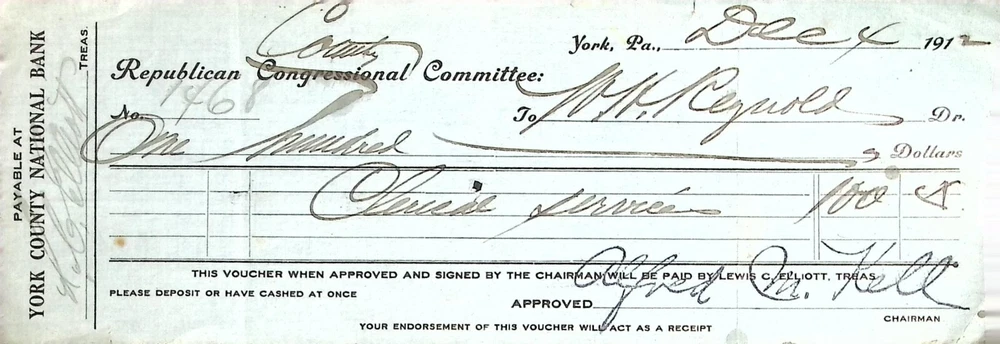 PAYABLE AT
YORK COUNTY NATIONAL BANK
L. C. Elliott TREAS.
York, Pa., Dec 4 1912
County
Republican Congressional Committee:
No. 1468 To W. H. Reynold Dr.
One hundred Dollars
Clerical services 100
THIS VOUCHER WHEN APPROVED AND SIGNED BY THE CHAIRMAN WILL BE PAID BY LEWIS C. ELLIOTT, TREAS.
PLEASE DEPOSIT OR HAVE CASHED AT ONCE
APPROVED Alfred M. Kell
CHAIRMAN
YOUR ENDORSEMENT OF THIS VOUCHER WILL ACT AS A RECEIPT